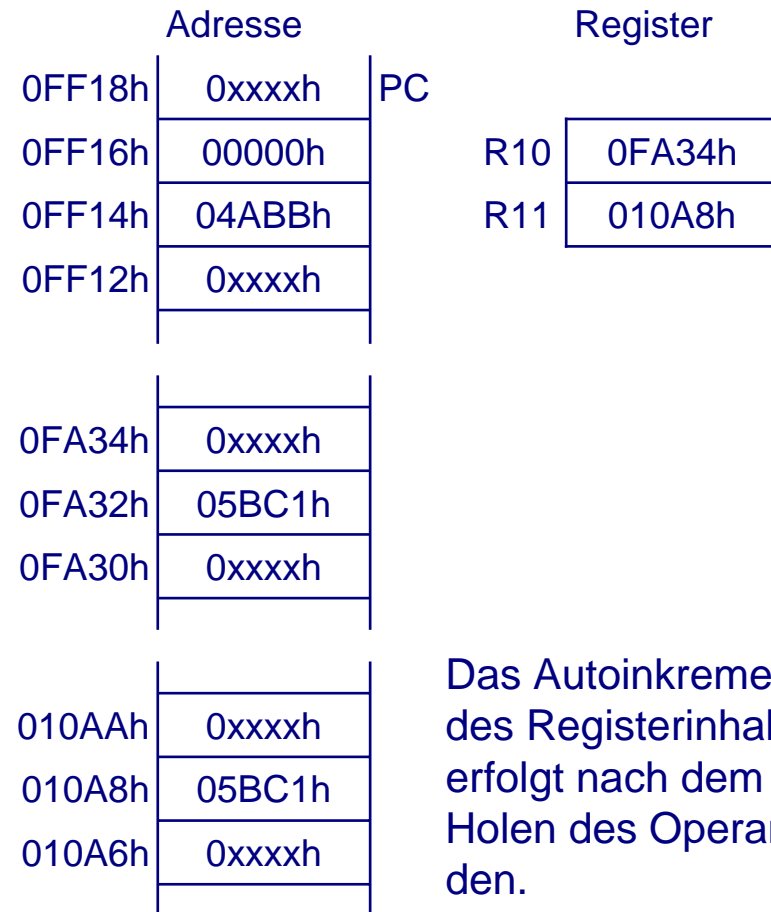 Adresse Register
0FF18h 0xxxxh PC
0FF16h 00000h R10 0FA34h
0FF14h 04ABBh R11 010A8h
0FF12h 0xxxxh
0FA34h 0xxxxh
0FA32h 05BC1h
0FA30h 0xxxxh
Das Autoinkreme
010AAh 0xxxxh des Registerinhal
010A8h 05BC1h erfolgt nach dem
010A6h 0xxxxh Holen des Operan
den.